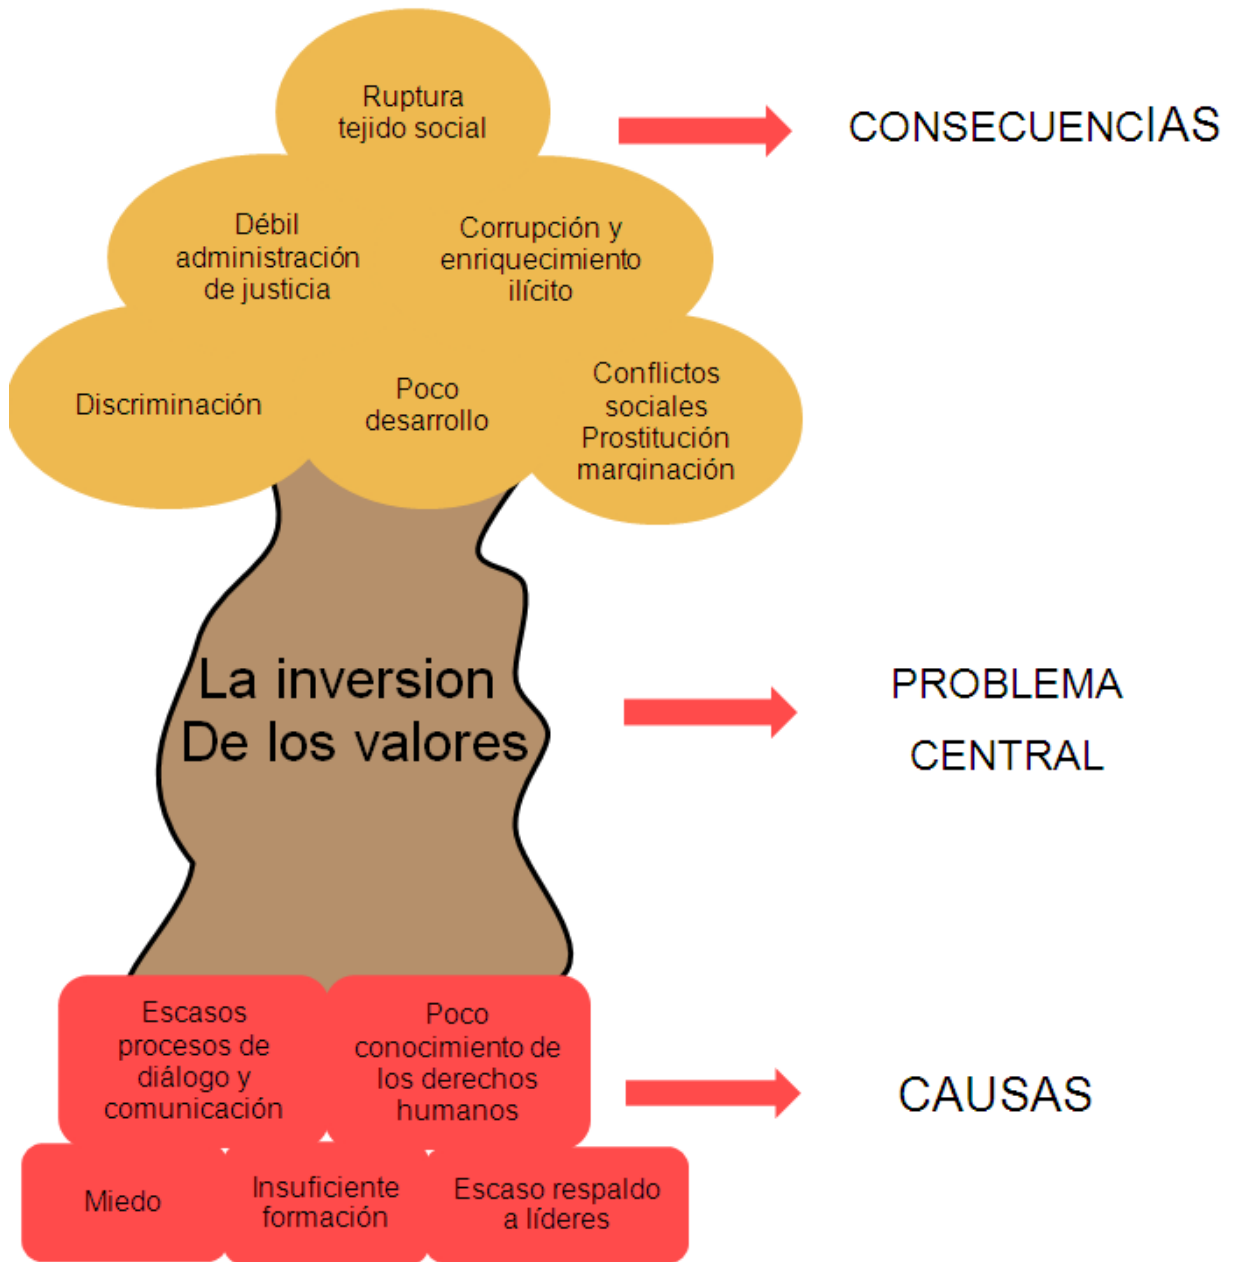 Ruptura
tejido social
CONSECUENCIAS
Débil
administración
de justicia
Corrupción y
enriquecimiento
ilícito
Discriminación
Poco
desarrollo
Conflictos
sociales
Prostitución
marginación
La inversion
De los valores
PROBLEMA
CENTRAL
Escasos
procesos de
diálogo y
comunicación
Poco
conocimiento de
los derechos
humanos
CAUSAS
Miedo
Insuficiente
formación
Escaso respaldo
a líderes